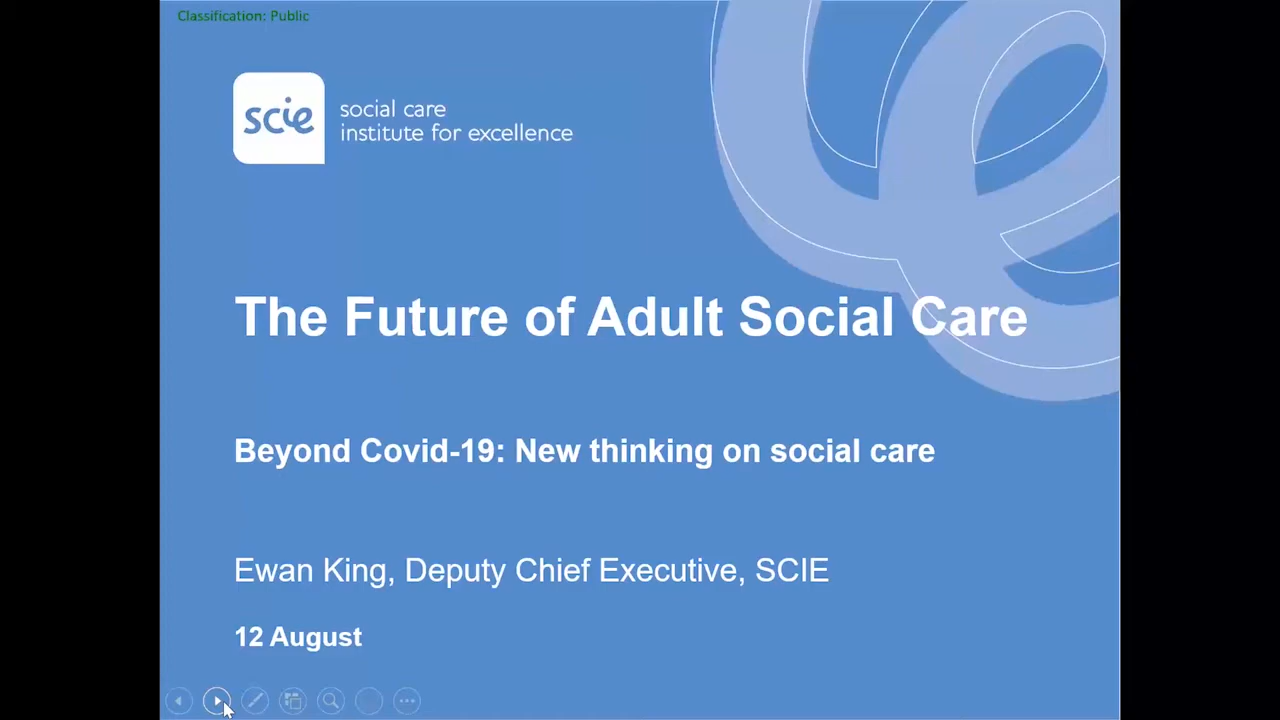 Classification: Public
scie
social care
institute for excellence
The Future of Adult Social Care
Beyond Covid-19: New thinking on social care
Ewan King, Deputy Chief Executive, SCIE
12 August